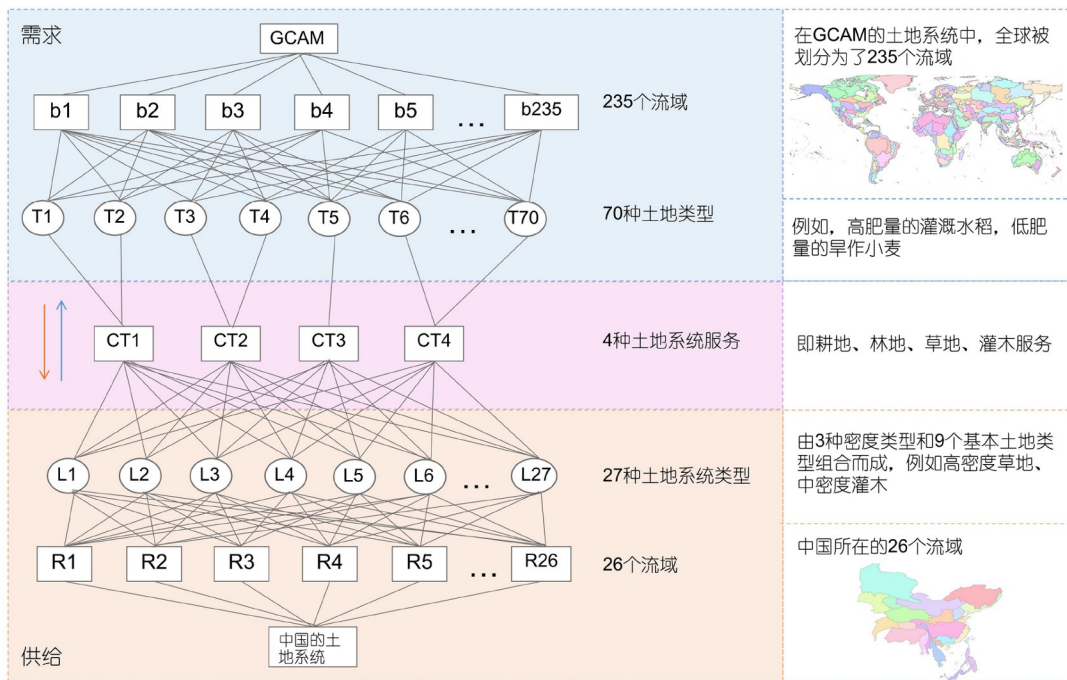 需求
GCAM
b1 b2 b3 b4 b5 ... b235
235个流域
T1 T2 T3 T4 T5 T6 ... T70
70种土地类型
在GCAM的土地系统中，全球被
划分为了235个流域
例如，高肥量的灌溉水稻，低肥
量的旱作小麦
CT1 CT2 CT3 CT4
4种土地系统服务
即耕地、林地、草地、灌木服务
L1 L2 L3 L4 L5 L6 ... L27
27种土地系统类型
由3种密度类型和9个基本土地类
型组合而成，例如高密度草地、
中密度灌木
R1 R2 R3 R4 R5 ... R26
26个流域
中国所在的26个流域
中国的土
地系统
供给